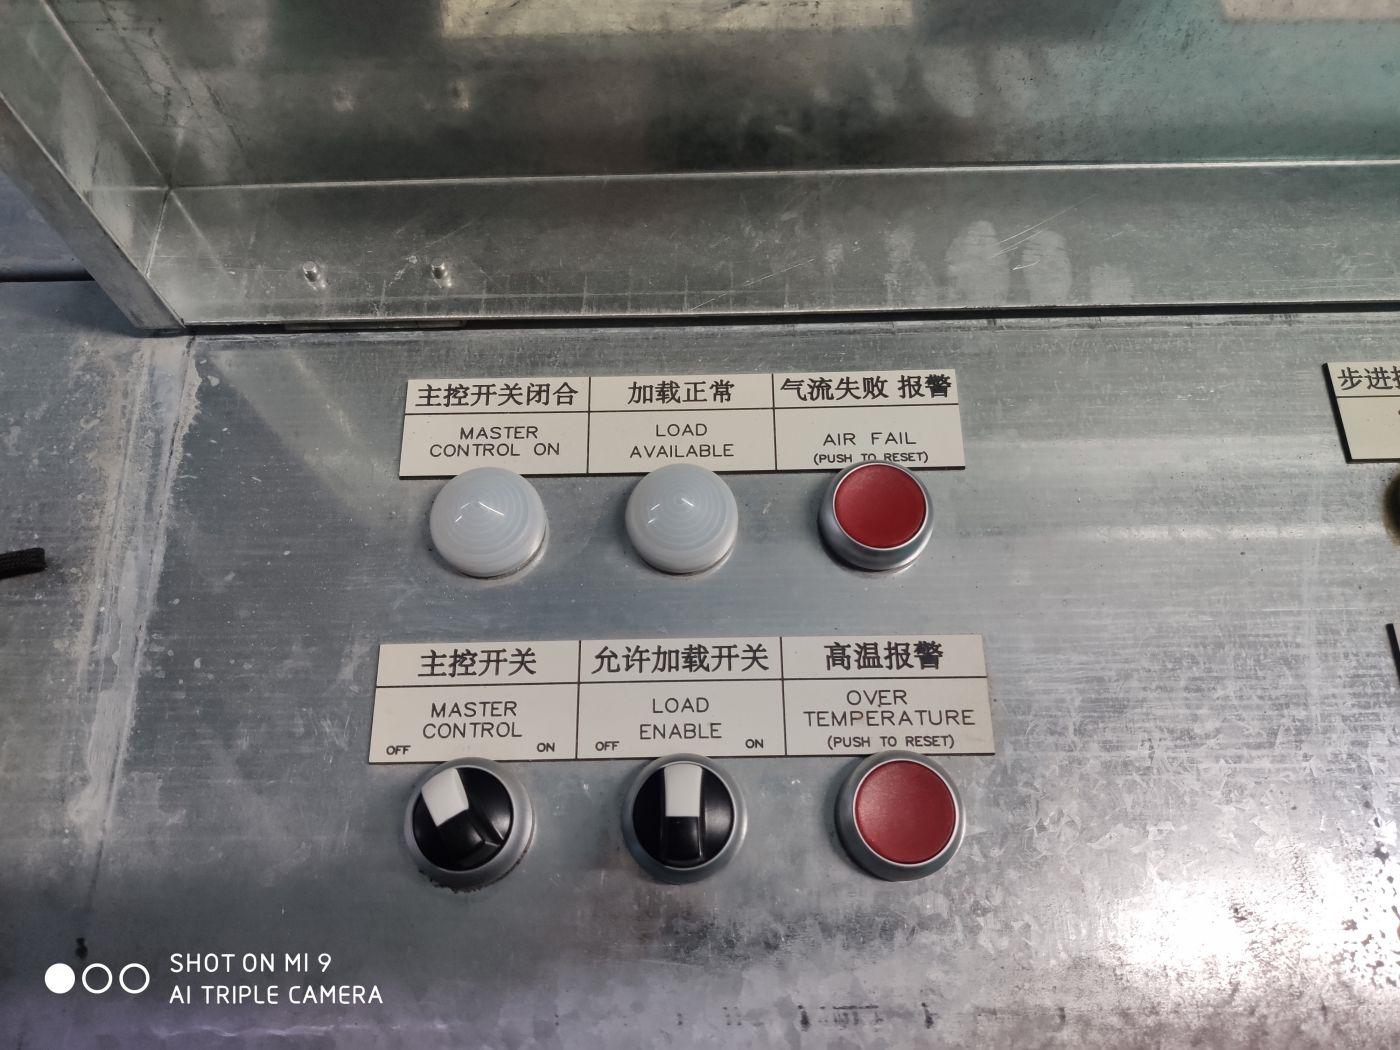 主控开关闭合
MASTER
CONTROL ON
加载正常
LOAD
AVAILABLE
气流失败 报警
AIR FAIL
(PUSH TO RESET)
步进
主控开关
MASTER
CONTROL
OFF ON
允许加载开关
LOAD
ENABLE
OFF ON
高温报警
OVER
TEMPERATURE
(PUSH TO RESET)
SHOT ON MI 9
AI TRIPLE CAMERA